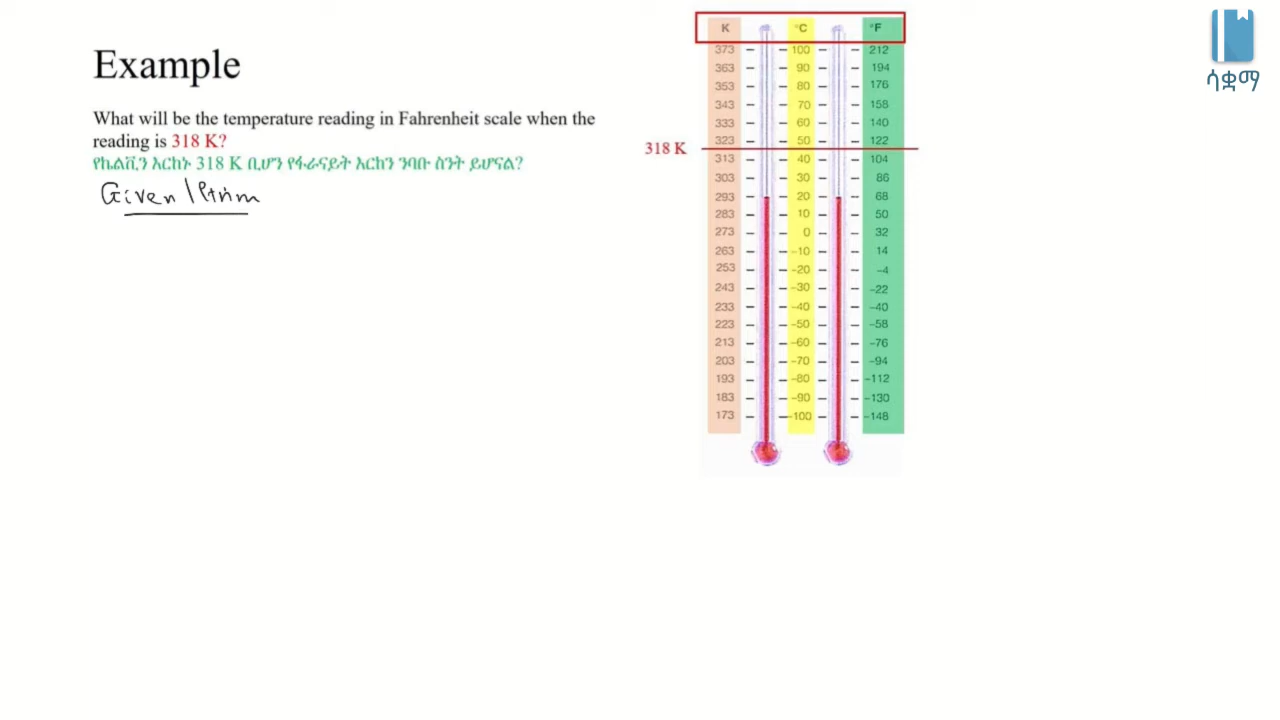 Example
What will be the temperature reading in Fahrenheit scale when the
reading is 318 K?
የኬልቪን እርከኑ 318 K ቢሆን የፋራናይት እርከን ንባቡ ስንት ይሆናል?
Given / የተሰጠ
318 K
K °C °F
373 100 212
363 90 194
353 80 176
343 70 158
333 60 140
323 50 122
313 40 104
303 30 86
293 20 68
283 10 50
273 0 32
263 -10 14
253 -20 -4
243 -30 -22
233 -40 -40
223 -50 -58
213 -60 -76
203 -70 -94
193 -80 -112
183 -90 -130
173 -100 -148
ሳቋማ